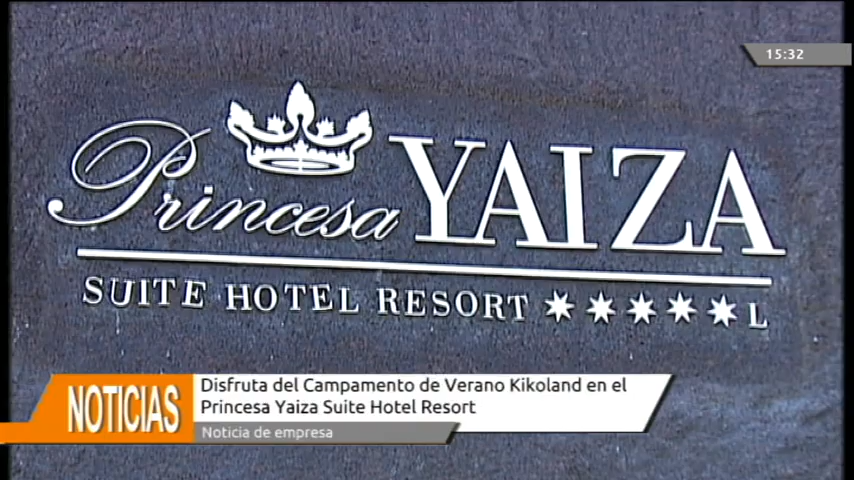 15:32
Princesa YAIZA
SUITE HOTEL RESORT ★★★★★ L
NOTICIAS
Disfruta del Campamento de Verano Kikoland en el
Princesa Yaiza Suite Hotel Resort
Noticia de empresa